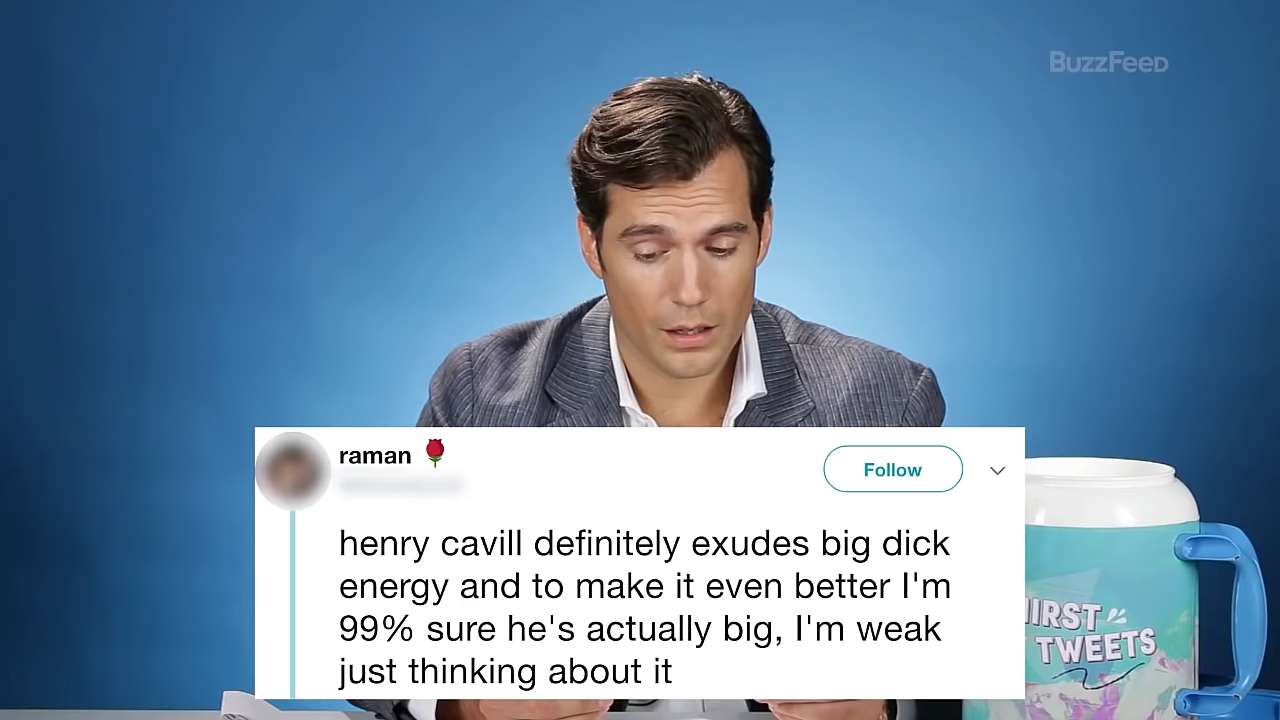 BuzzFeed
raman 🌹
Follow
henry cavill definitely exudes big dick
energy and to make it even better I'm
99% sure he's actually big, I'm weak
just thinking about it
TWEETS